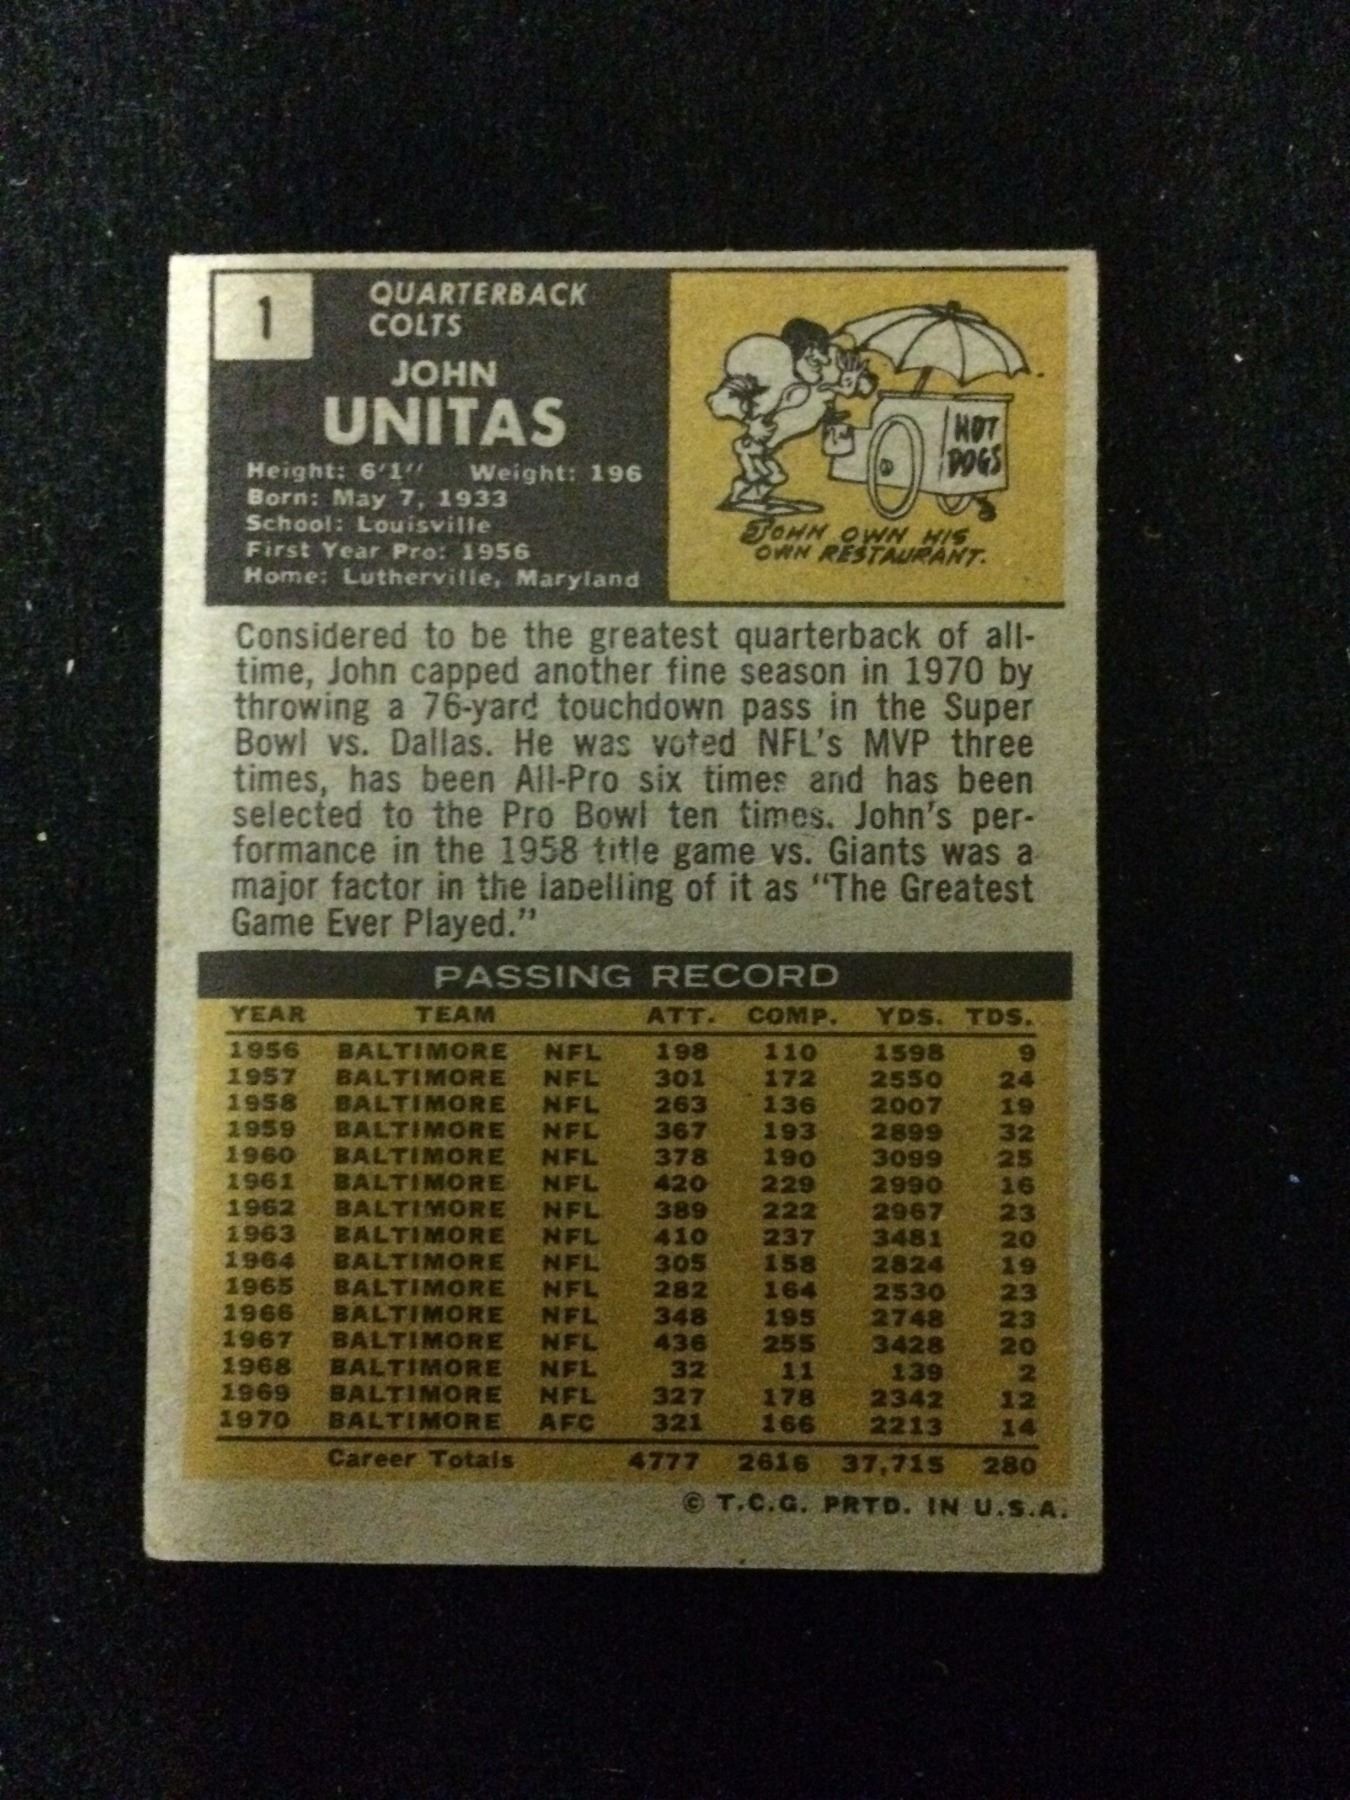 1
QUARTERBACK
COLTS
JOHN
UNITAS
Height: 6'1" Weight: 196
Born: May 7, 1933
School: Louisville
First Year Pro: 1956
Home: Lutherville, Maryland
HOT
DOGS
JOHN OWN HIS
OWN RESTAURANT.
Considered to be the greatest quarterback of all-
time, John capped another fine season in 1970 by
throwing a 76-yard touchdown pass in the Super
Bowl vs. Dallas. He was voted NFL's MVP three
times, has been All-Pro six times and has been
selected to the Pro Bowl ten times. John's per-
formance in the 1958 title game vs. Giants was a
major factor in the labelling of it as "The Greatest
Game Ever Played."
PASSING RECORD
YEAR TEAM ATT. COMP. YDS. TDS.
1956 BALTIMORE NFL 198 110 1598 9
1957 BALTIMORE NFL 301 172 2550 24
1958 BALTIMORE NFL 263 136 2007 19
1959 BALTIMORE NFL 367 193 2899 32
1960 BALTIMORE NFL 378 190 3099 25
1961 BALTIMORE NFL 420 229 2990 16
1962 BALTIMORE NFL 389 222 2967 23
1963 BALTIMORE NFL 410 237 3481 20
1964 BALTIMORE NFL 305 158 2824 19
1965 BALTIMORE NFL 282 164 2530 23
1966 BALTIMORE NFL 348 195 2748 23
1967 BALTIMORE NFL 436 255 3428 20
1968 BALTIMORE NFL 32 11 139 2
1969 BALTIMORE NFL 327 178 2342 12
1970 BALTIMORE AFC 321 166 2213 14
Career Totals 4777 2616 37,715 280
© T.C.G. PRTD. IN U.S.A.